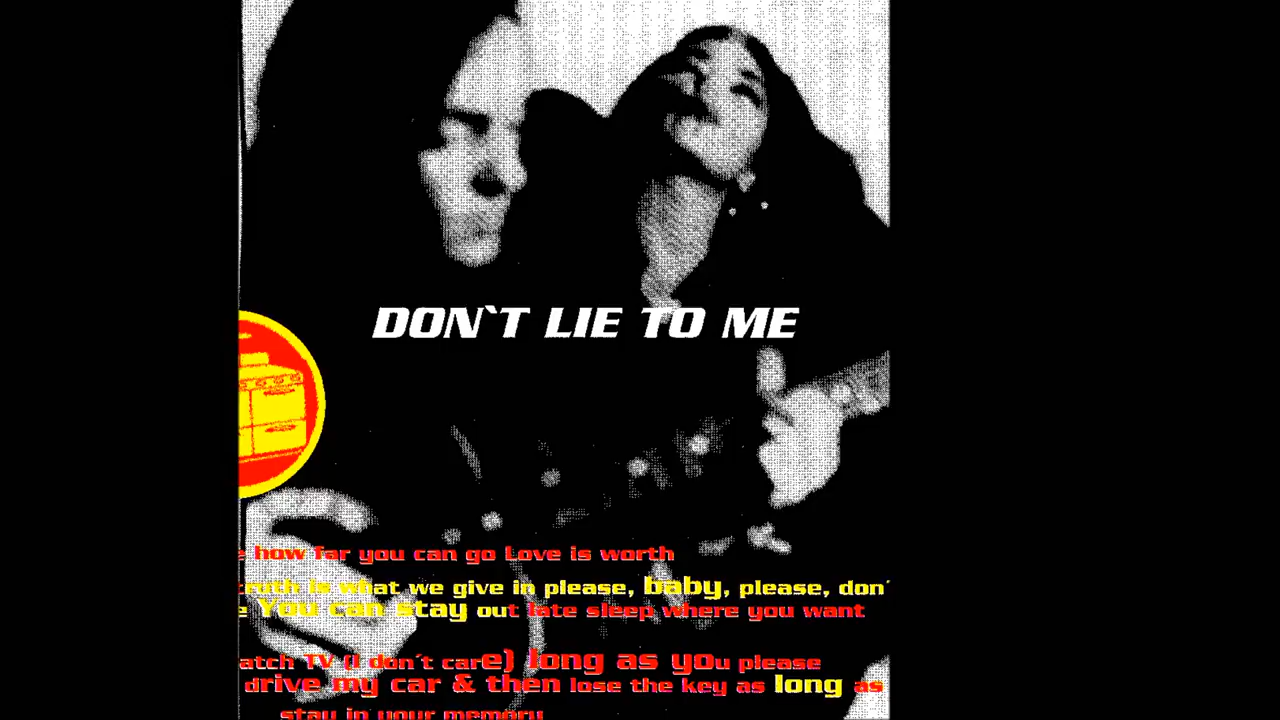 DON`T LIE TO ME
e how far you can go Love is worth
truth is what we give in please, baby, please, don´
e You can stay out late sleep where you want
atch TV (I don´t care) long as you please
drive my car & then lose the key as long as
stay in your memory